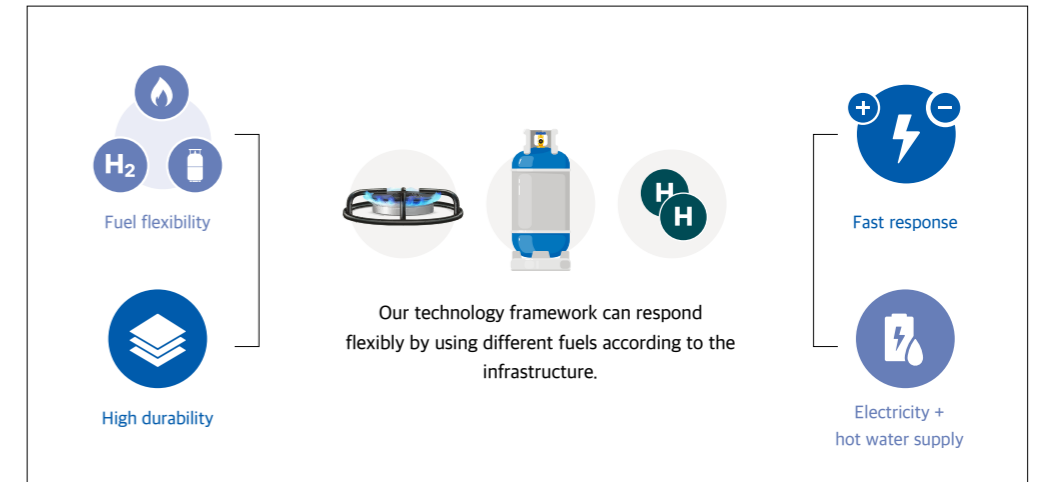 H₂
Fuel flexibility
High durability
H
H
Our technology framework can respond
flexibly by using different fuels according to the
infrastructure.
+
−
Fast response
Electricity +
hot water supply